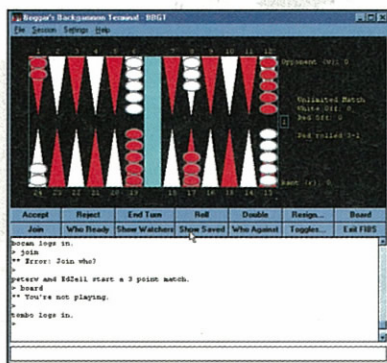 Beggar's Backgammon Terminal - BBGT
File Session Settings Help
1 2 3 4 5 6 7 8 9 10 11 12
Opponent (W): 0
Unlimited Match
White Off: 0
Red Off: 0
1
Red rolled
24 23 22 21 20 19 18 17 16 15 14 13
(r): 0
Accept Reject End Turn Roll Double Resign... Board
Join Who Ready Show Watchers Show Saved Who Against Toggles... Exit FIBS
logs in.
> join
** Error: Join who?
>
peterw and start a 3 point match.
> board
** You're not playing.
>
tombo logs in.
>